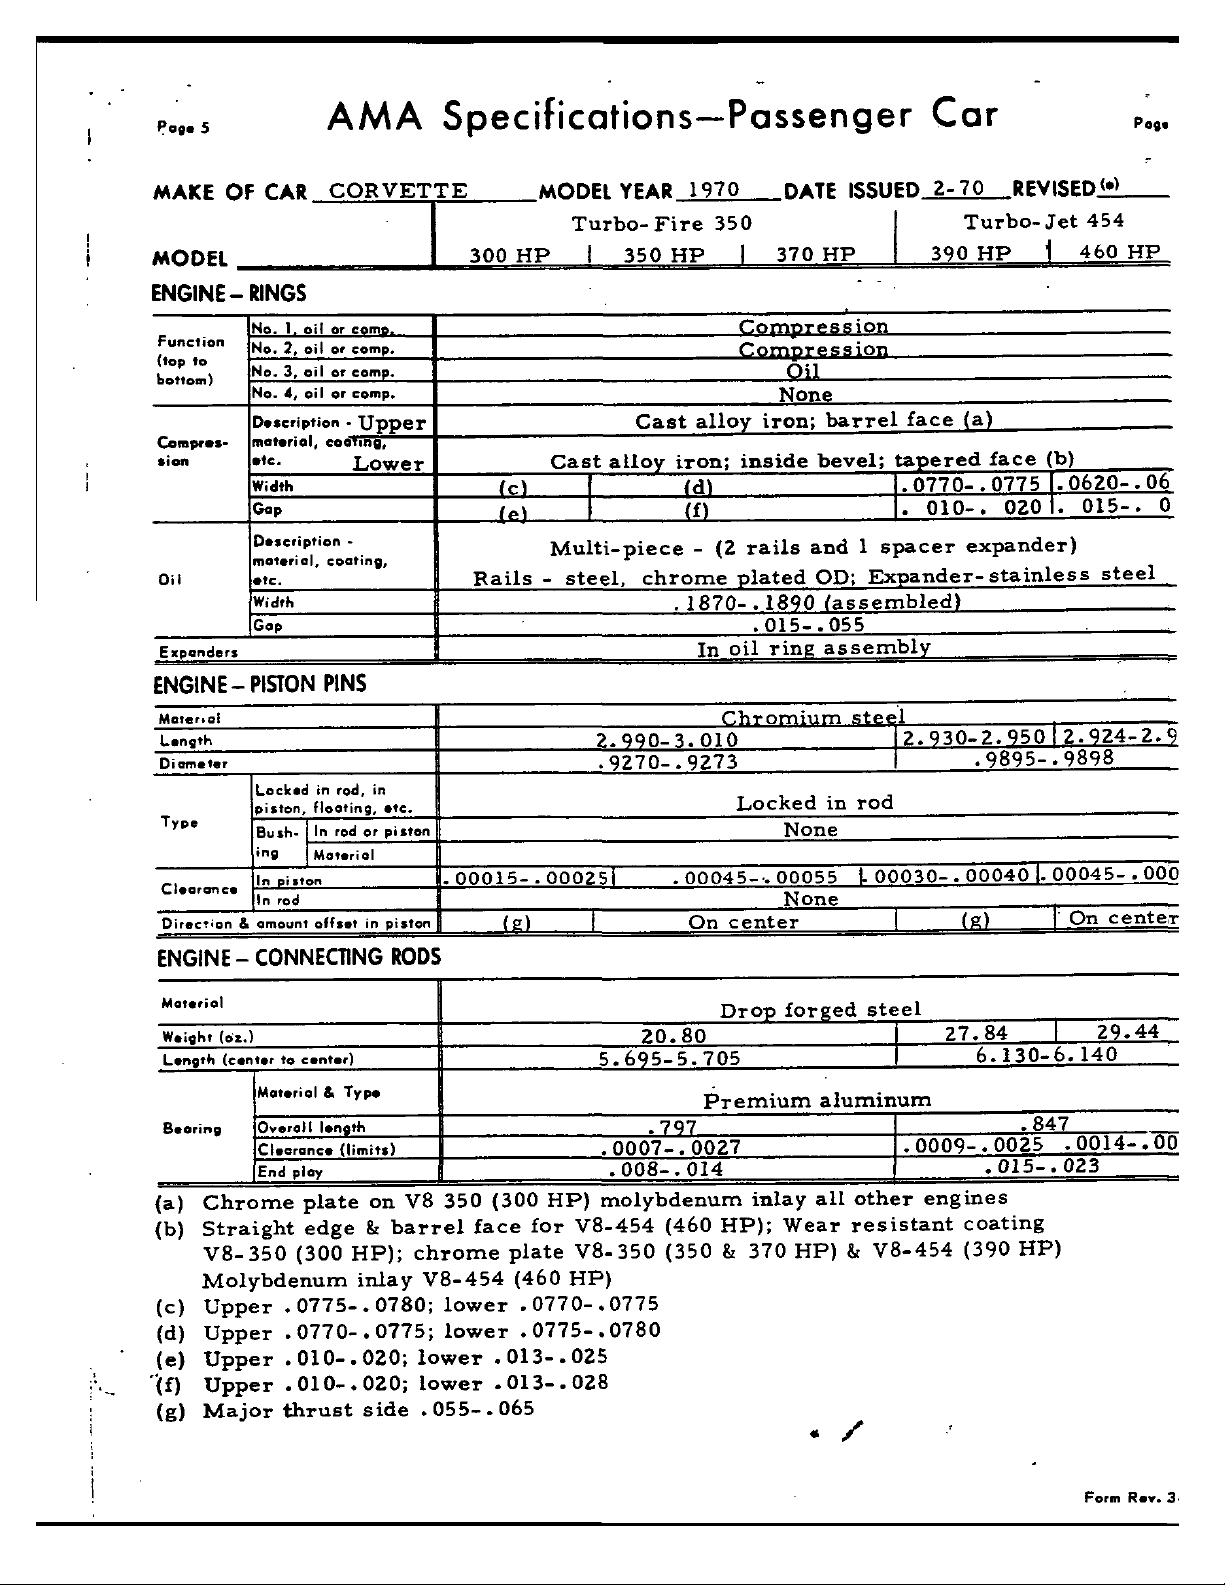 Page 5 AMA Specifications—Passenger Car Page
MAKE OF CAR CORVETTE MODEL YEAR 1970 DATE ISSUED 2-70 REVISED(•)
Turbo-Fire 350 Turbo-Jet 454
MODEL 300 HP 350 HP 370 HP 390 HP 460 HP
ENGINE – RINGS
Function (top to bottom)
No. 1, oil or comp. Compression
No. 2, oil or comp. Compression
No. 3, oil or comp. Oil
No. 4, oil or comp. None
Compression
Description - Upper Cast alloy iron; barrel face (a)
material, coating,
etc. Lower Cast alloy iron; inside bevel; tapered face (b)
Width (c) (d) .0770-.0775 .0620-.06
Gap (e) (f) .010-.020 .015-.0
Oil
Description - Multi-piece - (2 rails and 1 spacer expander)
material, coating,
etc. Rails - steel, chrome plated OD; Expander-stainless steel
Width .1870-.1890 (assembled)
Gap .015-.055
Expanders In oil ring assembly
ENGINE – PISTON PINS
Material Chromium steel
Length 2.990-3.010 2.930-2.950 2.924-2.9
Diameter .9270-.9273 .9895-.9898
Type
Locked in rod, in
piston, floating, etc. Locked in rod
Bushing In rod or piston None
Material
Clearance
In piston .00015-.00025 .00045-.00055 .00030-.00040 .00045-.000
In rod None
Direction & amount offset in piston (g) On center (g) On center
ENGINE – CONNECTING RODS
Material Drop forged steel
Weight (oz.) 20.80 27.84 29.44
Length (center to center) 5.695-5.705 6.130-6.140
Bearing
Material & Type Premium aluminum
Overall length .797 .847
Clearance (limits) .0007-.0027 .0009-.0025 .0014-.00
End play .008-.014 .015-.023
(a) Chrome plate on V8 350 (300 HP) molybdenum inlay all other engines
(b) Straight edge & barrel face for V8-454 (460 HP); Wear resistant coating
V8-350 (300 HP); chrome plate V8-350 (350 & 370 HP) & V8-454 (390 HP)
Molybdenum inlay V8-454 (460 HP)
(c) Upper .0775-.0780; lower .0770-.0775
(d) Upper .0770-.0775; lower .0775-.0780
(e) Upper .010-.020; lower .013-.025
(f) Upper .010-.020; lower .013-.028
(g) Major thrust side .055-.065
Form Rev. 3